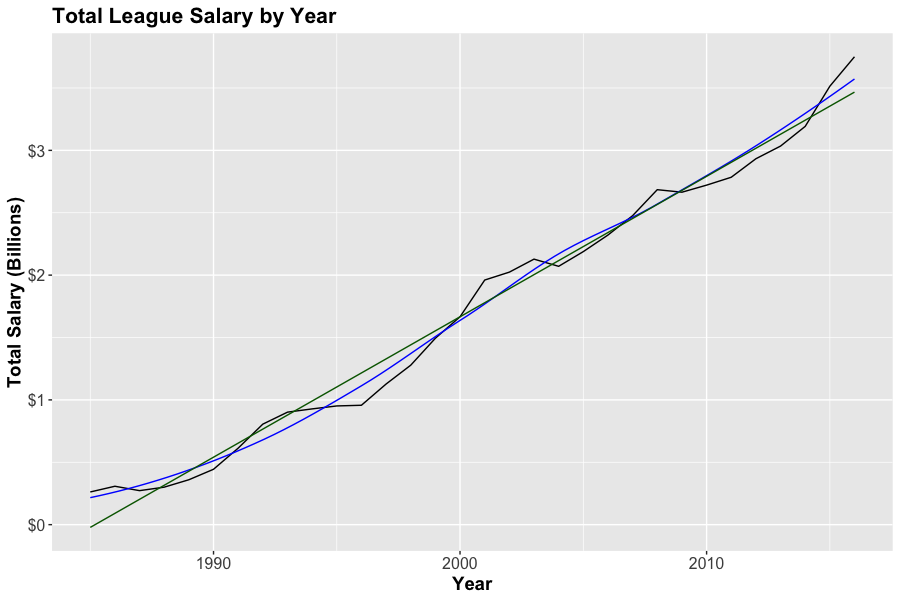 Total League Salary by Year
Total Salary (Billions)
$3
$2
$1
$0
1990 2000 2010
Year